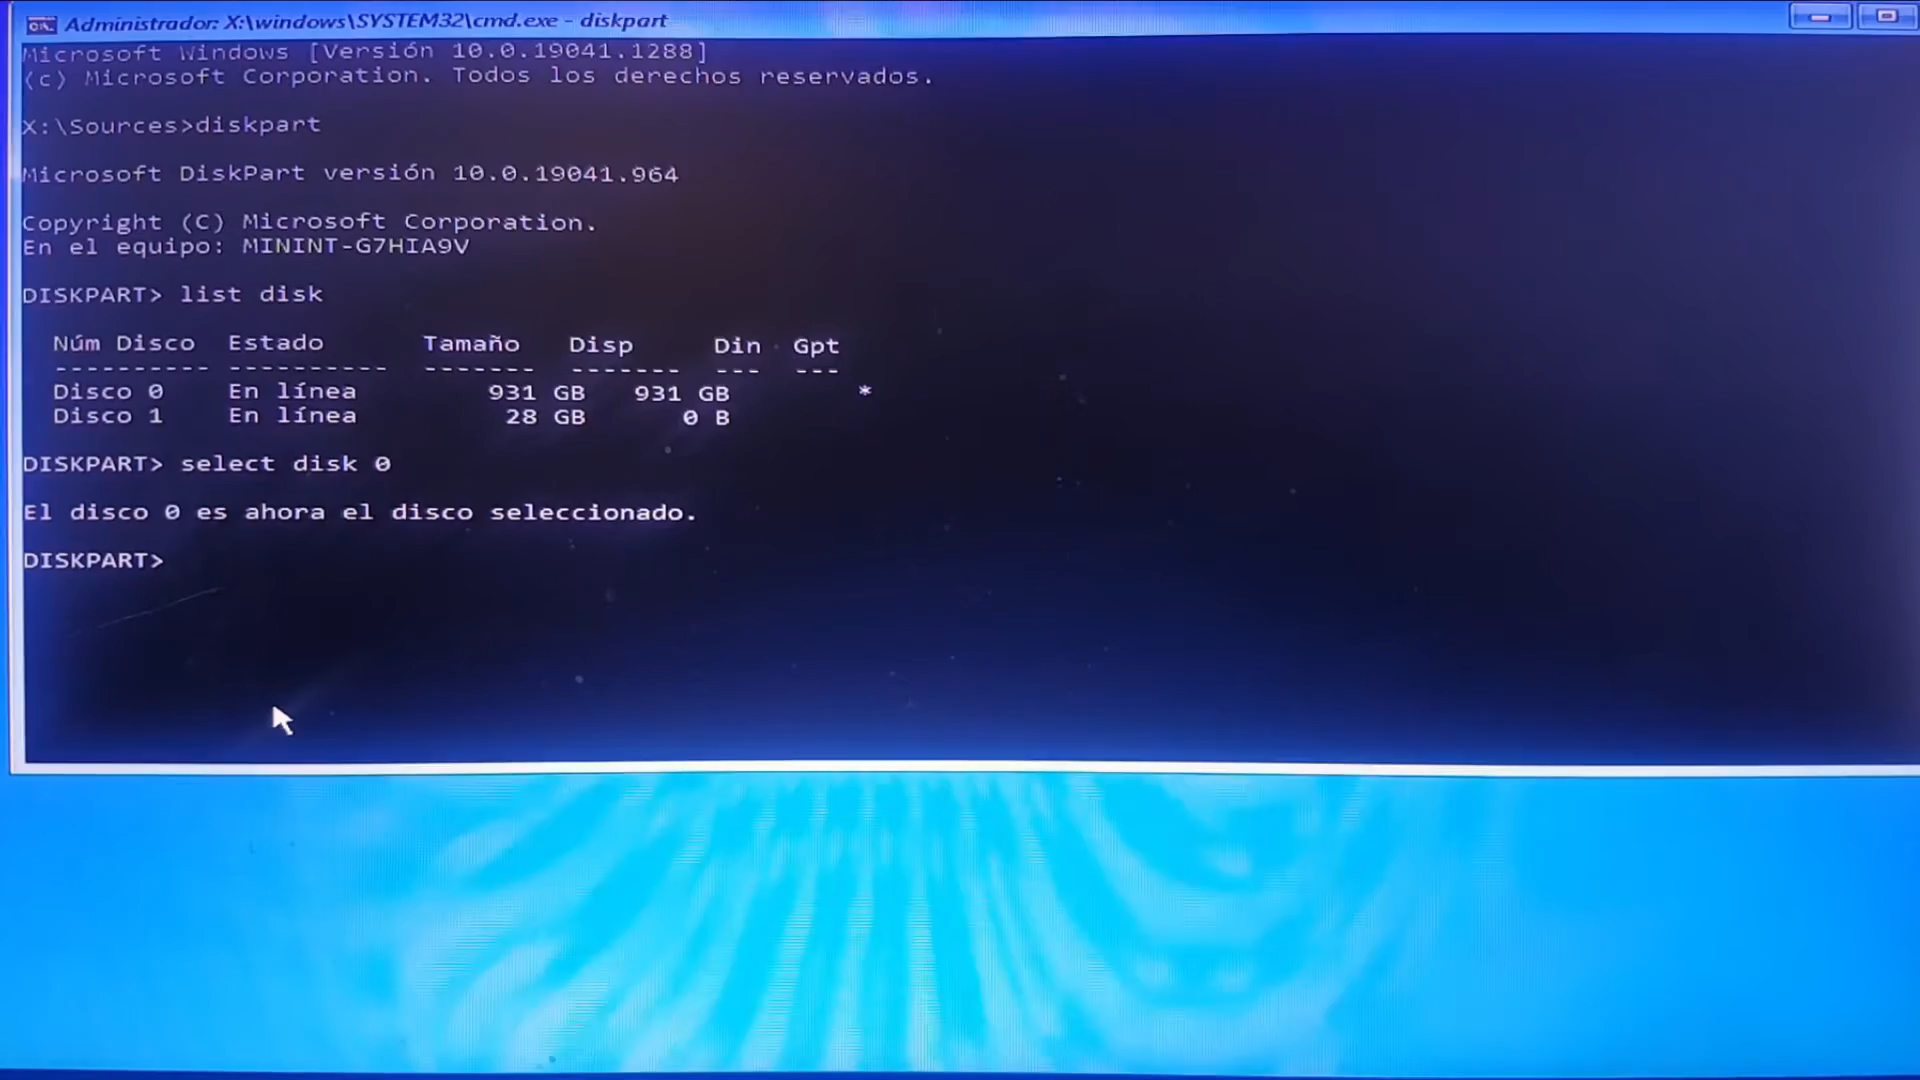 Administrador: X:\windows\SYSTEM32\cmd.exe - diskpart
Microsoft Windows [Versión 10.0.19041.1288]
(c) Microsoft Corporation. Todos los derechos reservados.
X:\Sources>diskpart
Microsoft DiskPart versión 10.0.19041.964
Copyright (C) Microsoft Corporation.
En el equipo: MININT-G7HIA9V
DISKPART> list disk
Núm Disco  Estado      Tamaño   Disp     Din  Gpt
---------- ---------- ------- ------- --- ---
Disco 0    En línea        931 GB   931 GB        *
Disco 1    En línea         28 GB      0 B
DISKPART> select disk 0
El disco 0 es ahora el disco seleccionado.
DISKPART>